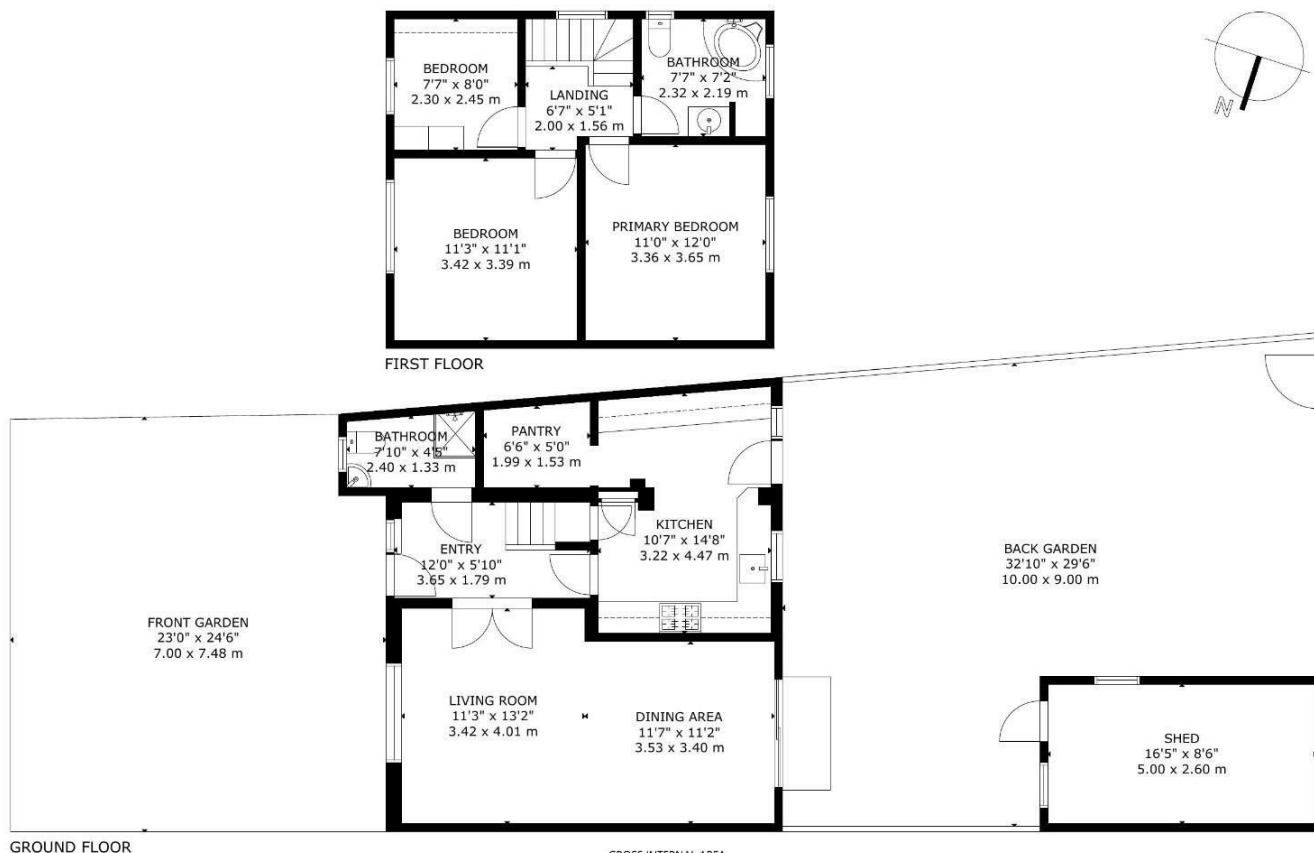 BEDROOM
7'7" x 8'0"
2.30 x 2.45 m
LANDING
6'7" x 5'1"
2.00 x 1.56 m
BATHROOM
7'7" x 7'2"
2.32 x 2.19 m
N
BEDROOM
11'3" x 11'1"
3.42 x 3.39 m
PRIMARY BEDROOM
11'0" x 12'0"
3.36 x 3.65 m
FIRST FLOOR
BATHROOM
7'10" x 4'5"
2.40 x 1.33 m
PANTRY
6'6" x 5'0"
1.99 x 1.53 m
KITCHEN
10'7" x 14'8"
3.22 x 4.47 m
ENTRY
12'0" x 5'10"
3.65 x 1.79 m
BACK GARDEN
32'10" x 29'6"
10.00 x 9.00 m
FRONT GARDEN
23'0" x 24'6"
7.00 x 7.48 m
LIVING ROOM
11'3" x 13'2"
3.42 x 4.01 m
DINING AREA
11'7" x 11'2"
3.53 x 3.40 m
SHED
16'5" x 8'6"
5.00 x 2.60 m
GROUND FLOOR
GROSS INTERNAL AREA